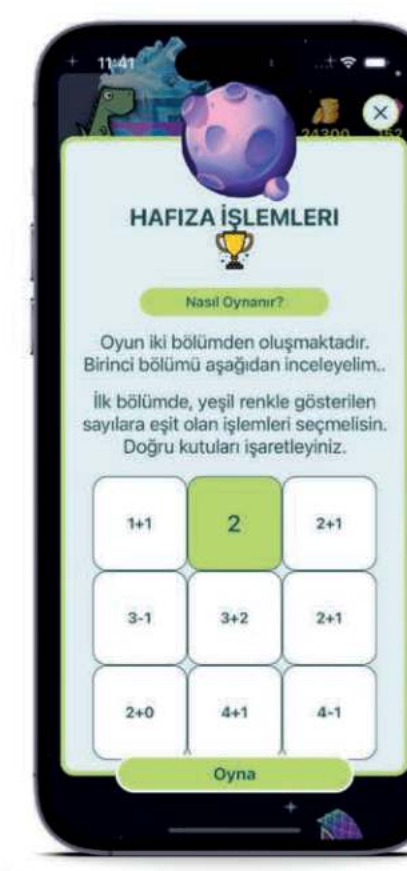 11:41
24300 152
HAFIZA İŞLEMLERI
Nasıl Oynanır?
Oyun iki bölümden oluşmaktadır.
Birinci bölümü aşağıdan inceleyelim..
İlk bölümde, yeşil renkle gösterilen
sayılara eşit olan işlemleri seçmelisin.
Doğru kutuları işaretleyiniz.
1+1 2 2+1
3-1 3+2 2+1
2+0 4+1 4-1
Oyna